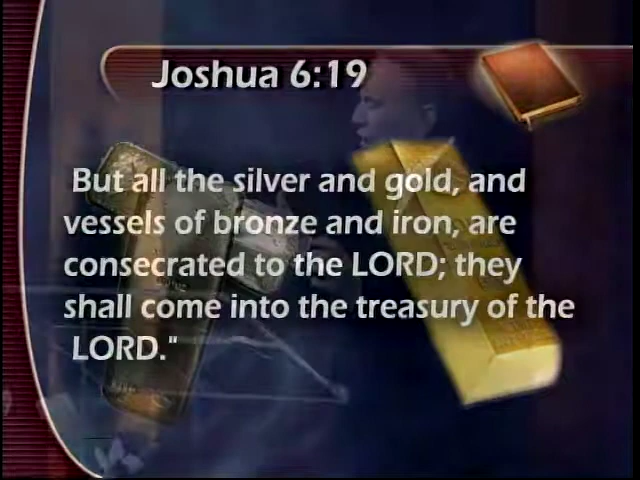 Joshua 6:19
But all the silver and gold, and
vessels of bronze and iron, are
consecrated to the LORD; they
shall come into the treasury of the
LORD."